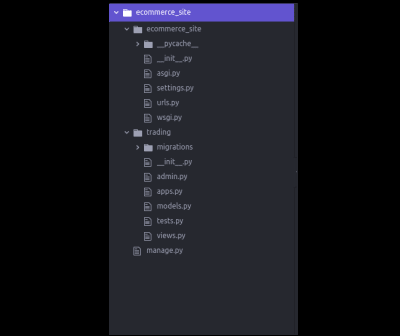 ecommerce_site
ecommerce_site
__pycache__
__init__.py
asgi.py
settings.py
urls.py
wsgi.py
trading
migrations
__init__.py
admin.py
apps.py
models.py
tests.py
views.py
manage.py